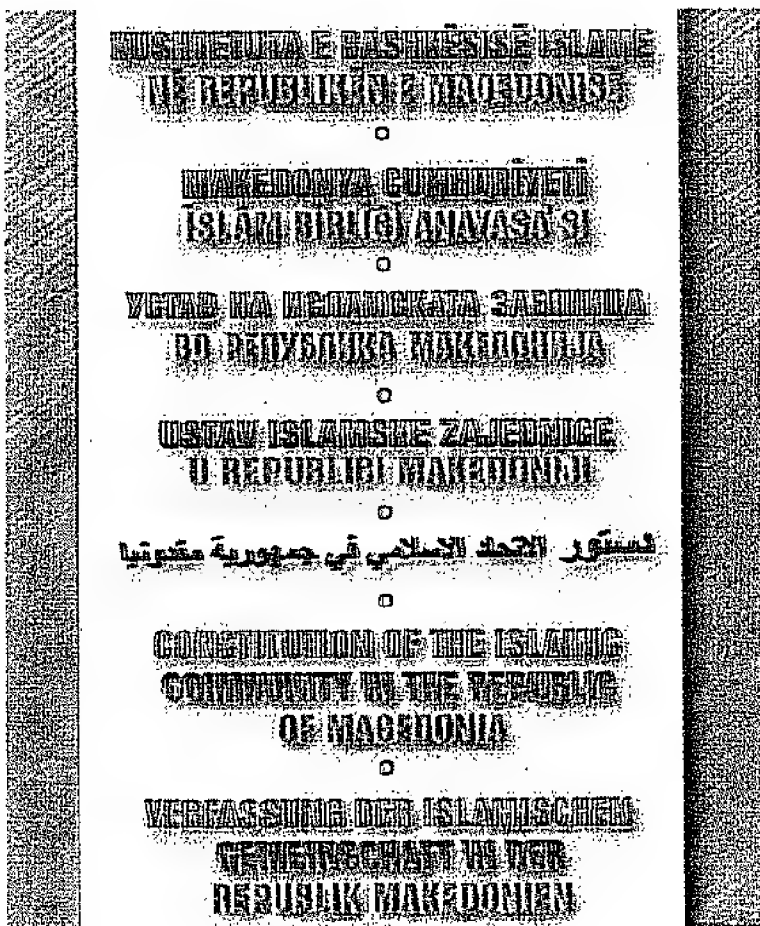 KUSHTETUTA E BASHKËSISË ISLAME
NË REPUBLIKËN E MAQEDONISË
MAKEDONYA CUMHURİYETİ
İSLÂM BİRLİĞİ ANAYASA'SI
УСТАВ НА ИСЛАМСКАТА ЗАЕДНИЦА
ВО РЕПУБЛИКА МАКЕДОНИЈА
USTAV ISLAMSKE ZAJEDNICE
U REPUBLICI MAKEDONIJI
دستور الاتحاد الاسلامي في جمهورية مقدونيا
CONSTITUTION OF THE ISLAMIC
COMMUNITY IN THE REPUBLIC
OF MACEDONIA
VERFASSUNG DER ISLAMISCHEN
GEMEINSCHAFT IN DER
REPUBLIK MAKEDONIEN